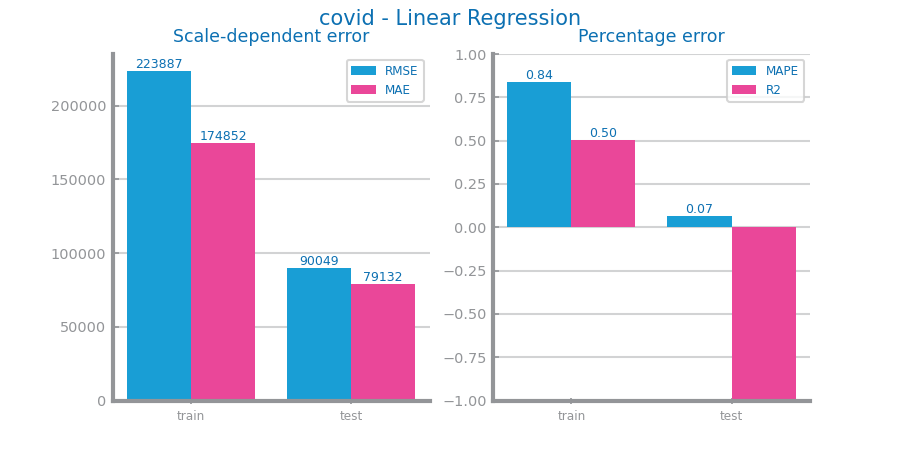 covid - Linear Regression
Scale-dependent error
223887
174852
90049
79132
RMSE
MAE
200000
150000
100000
50000
0
train
test
Percentage error
0.84
0.50
0.07
MAPE
R2
1.00
0.75
0.50
0.25
0.00
−0.25
−0.50
−0.75
−1.00
train
test